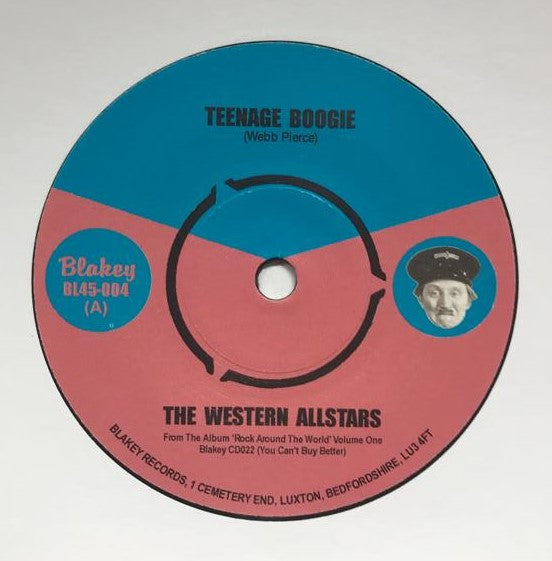 TEENAGE BOOGIE
(Webb Pierce)
Blakey
BL45-004
(A)
THE WESTERN ALLSTARS
From The Album 'Rock Around The World' Volume One
Blakey CD022 (You Can't Buy Better)
BLAKEY RECORDS, 1 CEMETERY END, LUXTON, BEDFORDSHIRE, LU3 4FT